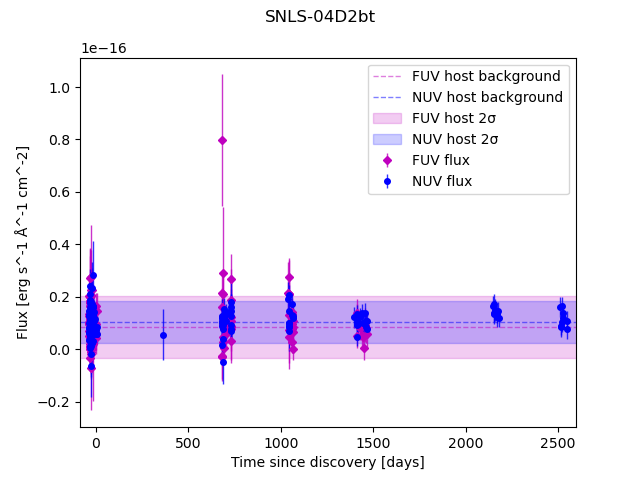 SNLS-04D2bt
1e−16
FUV host background
NUV host background
FUV host 2σ
NUV host 2σ
FUV flux
NUV flux
1.0
0.8
0.6
0.4
0.2
0.0
−0.2
Flux [erg s^-1 Å^-1 cm^-2]
0
500
1000
1500
2000
2500
Time since discovery [days]